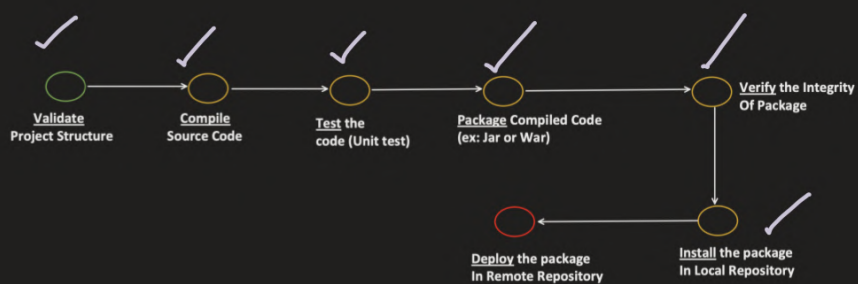 Validate
Project Structure
Compile
Source Code
Test the
code (Unit test)
Package Compiled Code
(ex: Jar or War)
Verify the Integrity
Of Package
Install the package
In Local Repository
Deploy the package
In Remote Repository